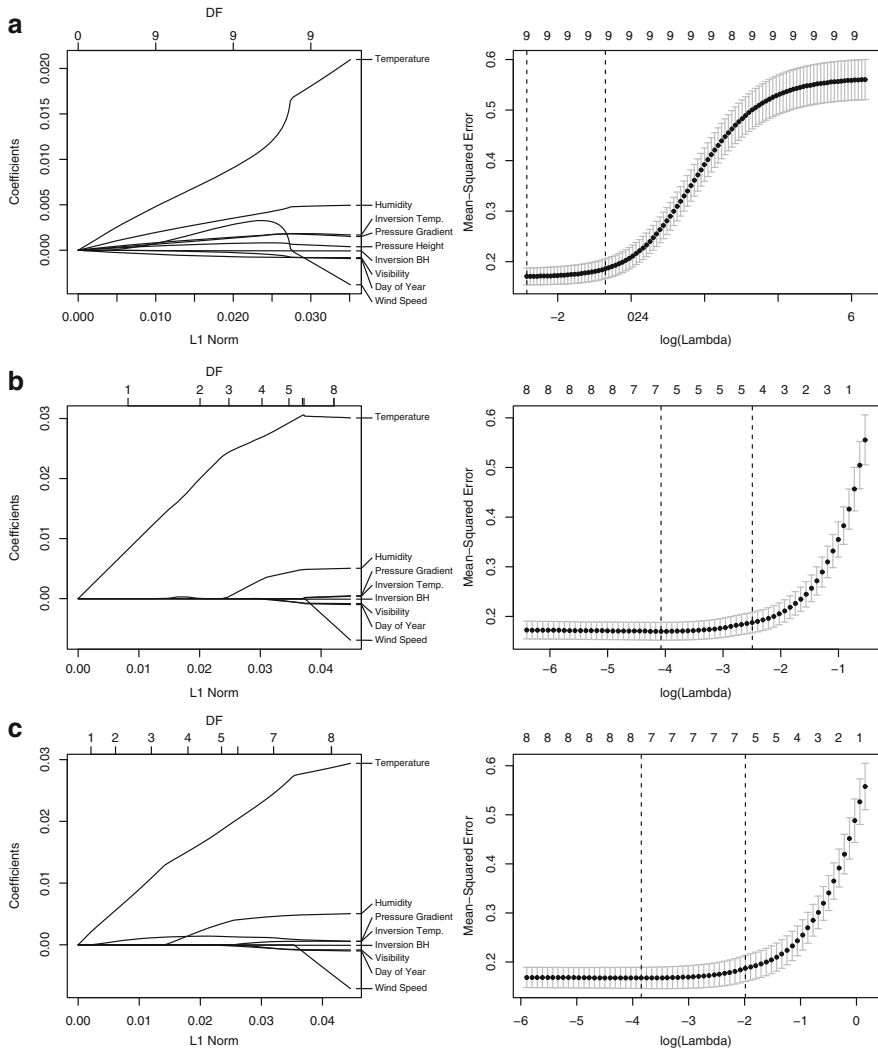 a
DF
0 9 9 9
Coefficients
0.020
0.015
0.010
0.005
0.000
Temperature
Humidity
Inversion Temp.
Pressure Gradient
Pressure Height
Inversion BH
Visibility
Day of Year
Wind Speed
0.000 0.010 0.020 0.030
L1 Norm
9 9 9 9 9 9 9 9 9 8 9 9 9 9 9
Mean−Squared Error
0.6
0.5
0.4
0.3
0.2
−2 024 6
log(Lambda)
b
DF
1 2 3 4 5 8
Coefficients
0.03
0.02
0.01
0.00
Temperature
Humidity
Pressure Gradient
Inversion Temp.
Inversion BH
Visibility
Day of Year
Wind Speed
0.00 0.01 0.02 0.03 0.04
L1 Norm
8 8 8 8 8 7 7 5 5 5 5 4 3 2 3 1
Mean−Squared Error
0.6
0.5
0.4
0.3
0.2
−6 −5 −4 −3 −2 −1
log(Lambda)
c
DF
1 2 3 4 5 7 8
Coefficients
0.03
0.02
0.01
0.0
Temperature
Humidity
Pressure Gradient
Inversion Temp.
Inversion BH
Visibility
Day of Year
Wind Speed
0.00 0.01 0.02 0.03 0.04
L1 Norm
8 8 8 8 8 8 7 7 7 7 7 5 5 4 3 2 1
Mean−Squared Error
0.6
0.5
0.4
0.3
0.2
−6 −5 −4 −3 −2 −1 0
log(Lambda)